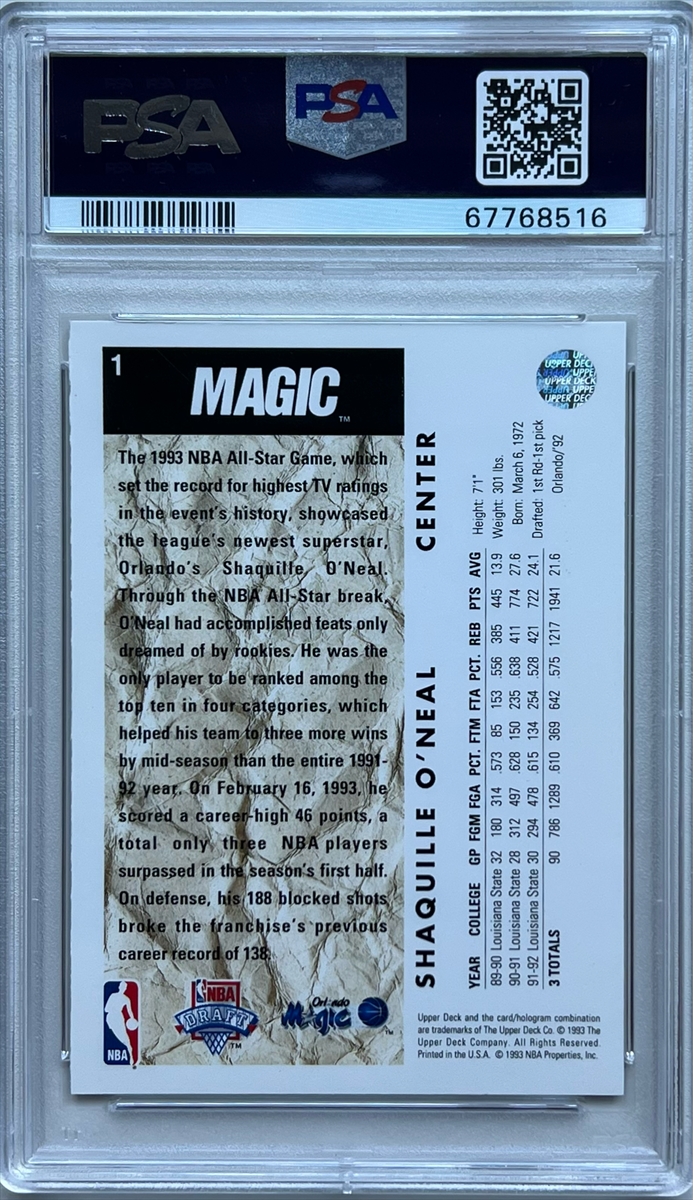 PSA
PSA
67768516
1
MAGIC™
The 1993 NBA All-Star Game, which
set the record for highest TV ratings
in the event's history, showcased
the league's newest superstar,
Orlando's Shaquille O'Neal.
Through the NBA All-Star break,
O'Neal had accomplished feats only
dreamed of by rookies. He was the
only player to be ranked among the
top ten in four categories, which
helped his team to three more wins
by mid-season than the entire 1991-
92 year. On February 16, 1993, he
scored a career-high 46 points, a
total only three NBA players
surpassed in the season's first half.
On defense, his 188 blocked shots
broke the franchise's previous
career record of 138.
NBA
NBA
DRAFT™
Orlando
Magic™
SHAQUILLE O'NEAL CENTER
Height: 7'1"
Weight: 301 lbs.
Born: March 6, 1972
Drafted: 1st Rd-1st pick
Orlando/'92
YEAR COLLEGE GP FGM FGA PCT. FTM FTA PCT. REB PTS AVG
89-90 Louisiana State 32 180 314 .573 85 153 .556 385 445 13.9
90-91 Louisiana State 28 312 497 .628 150 235 .638 411 774 27.6
91-92 Louisiana State 30 294 478 .615 134 254 .528 421 722 24.1
3 TOTALS 90 786 1289 .610 369 642 .575 1217 1941 21.6
UPPER DECK
UPPER DECK
UPPER DEC
Upper Deck and the card/hologram combination
are trademarks of The Upper Deck Co. © 1993 The
Upper Deck Company. All Rights Reserved.
Printed in the U.S.A. © 1993 NBA Properties, Inc.